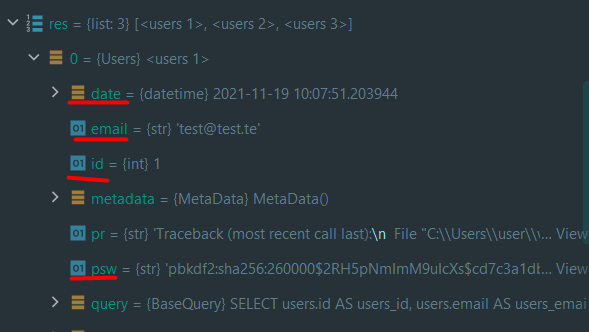 res = {list: 3} [<users 1>, <users 2>, <users 3>]
0 = {Users} <users 1>
date = {datetime} 2021-11-19 10:07:51.203944
email = {str} 'test@test.te'
id = {int} 1
metadata = {MetaData} MetaData()
pr = {str} 'Traceback (most recent call last):\n  File "C:\\Users\\user\\... View
psw = {str} 'pbkdf2:sha256:260000$2RH5pNmImM9uIcXs$cd7c3a1d... View
query = {BaseQuery} SELECT users.id AS users_id, users.email AS users_emai